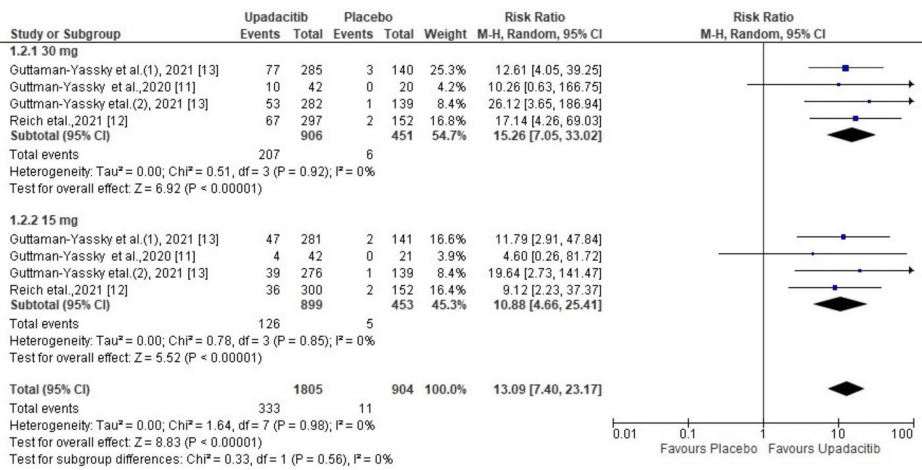 Upadacitib Placebo Risk Ratio Risk Ratio
Study or Subgroup Events Total Events Total Weight M-H, Random, 95% CI M-H, Random, 95% CI
1.2.1 30 mg
Guttaman-Yassky et al.(1), 2021 [13] 77 285 3 140 25.3% 12.61 [4.05, 39.25]
Guttman-Yassky et al.,2020 [11] 10 42 0 20 4.2% 10.26 [0.63, 166.75]
Guttman-Yassky etal.(2), 2021 [13] 53 282 1 139 8.4% 26.12 [3.65, 186.94]
Reich etal.,2021 [12] 67 297 2 152 16.8% 17.14 [4.26, 69.03]
Subtotal (95% CI) 906 451 54.7% 15.26 [7.05, 33.02]
Total events 207 6
Heterogeneity: Tau² = 0.00; Chi² = 0.51, df = 3 (P = 0.92); I² = 0%
Test for overall effect: Z = 6.92 (P < 0.00001)
1.2.2 15 mg
Guttaman-Yassky et al.(1), 2021 [13] 47 281 2 141 16.6% 11.79 [2.91, 47.84]
Guttman-Yassky et al.,2020 [11] 4 42 0 21 3.9% 4.60 [0.26, 81.72]
Guttman-Yassky etal.(2), 2021 [13] 39 276 1 139 8.4% 19.64 [2.73, 141.47]
Reich etal.,2021 [12] 36 300 2 152 16.4% 9.12 [2.23, 37.37]
Subtotal (95% CI) 899 453 45.3% 10.88 [4.66, 25.41]
Total events 126 5
Heterogeneity: Tau² = 0.00; Chi² = 0.78, df = 3 (P = 0.85); I² = 0%
Test for overall effect: Z = 5.52 (P < 0.00001)
Total (95% CI) 1805 904 100.0% 13.09 [7.40, 23.17]
Total events 333 11
Heterogeneity: Tau² = 0.00; Chi² = 1.64, df = 7 (P = 0.98); I² = 0%
Test for overall effect: Z = 8.83 (P < 0.00001)
Test for subgroup differences: Chi² = 0.33, df = 1 (P = 0.56), I² = 0%
0.01 0.1 1 10 100
Favours Placebo Favours Upadacitib